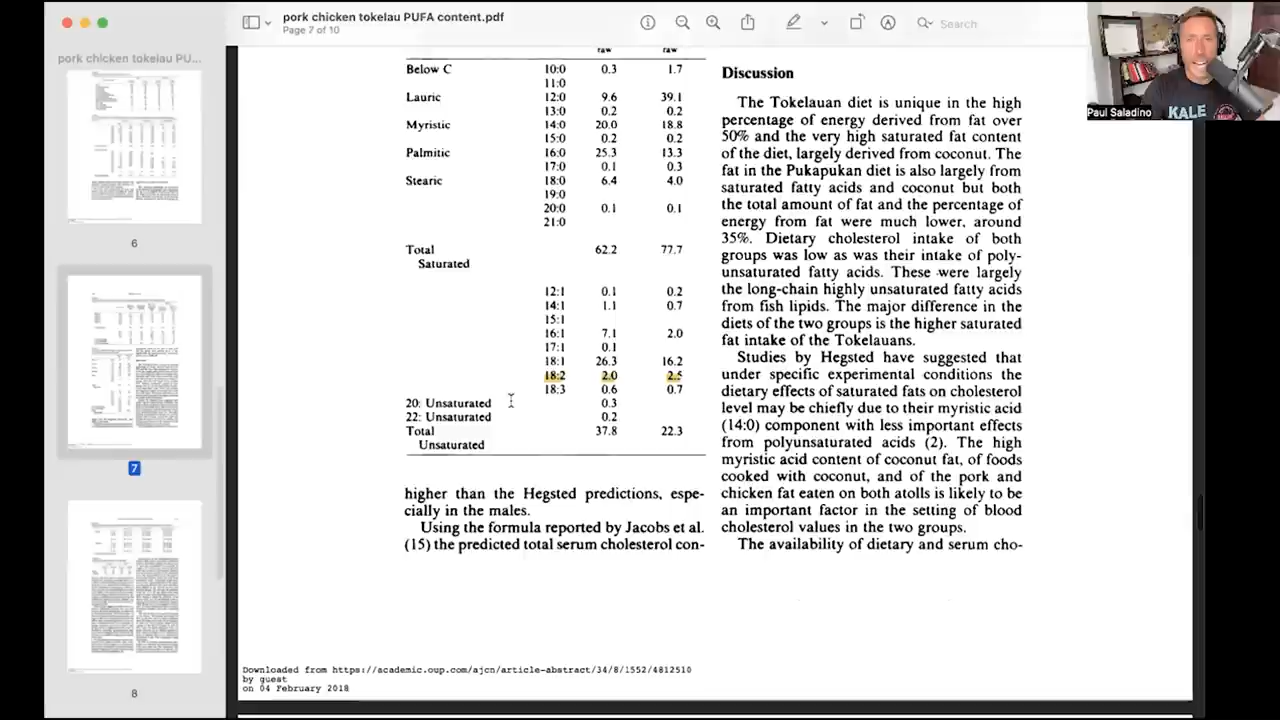 pork chicken tokelau PUFA content.pdf
Page 7 of 10
Search
pork chicken tokelau PU...
6
7
8
Paul Saladino
KALE
raw raw
Below C 10:0 0.3 1.7
11:0
Lauric 12:0 9.6 39.1
13:0 0.2 0.2
Myristic 14:0 20.0 18.8
15:0 0.2 0.2
Palmitic 16:0 25.3 13.3
17:0 0.1 0.3
Stearic 18:0 6.4 4.0
19:0
20:0 0.1 0.1
21:0
Total 62.2 77.7
Saturated
12:1 0.1 0.2
14:1 1.1 0.7
15:1
16:1 7.1 2.0
17:1 0.1
18:1 26.3 16.2
18:2 2.0 2.5
18:3 0.6 0.7
20: Unsaturated 0.3
22: Unsaturated 0.2
Total 37.8 22.3
Unsaturated
higher than the Hegsted predictions, espe-
cially in the males.
Using the formula reported by Jacobs et al.
(15) the predicted total serum cholesterol con-
Discussion
The Tokelauan diet is unique in the high
percentage of energy derived from fat over
50% and the very high saturated fat content
of the diet, largely derived from coconut. The
fat in the Pukapukan diet is also largely from
saturated fatty acids and coconut but both
the total amount of fat and the percentage of
energy from fat were much lower, around
35%. Dietary cholesterol intake of both
groups was low as was their intake of poly-
unsaturated fatty acids. These were largely
the long-chain highly unsaturated fatty acids
from fish lipids. The major difference in the
diets of the two groups is the higher saturated
fat intake of the Tokelauans.
Studies by Hegsted have suggested that
under specific experimental conditions the
dietary effects of saturated fats on cholesterol
level may be chiefly due to their myristic acid
(14:0) component with less important effects
from polyunsaturated acids (2). The high
myristic acid content of coconut fat, of foods
cooked with coconut, and of the pork and
chicken fat eaten on both atolls is likely to be
an important factor in the setting of blood
cholesterol values in the two groups.
The availability of dietary and serum cho-
Downloaded from https://academic.oup.com/ajcn/article-abstract/34/8/1552/4812510
by guest
on 04 February 2018